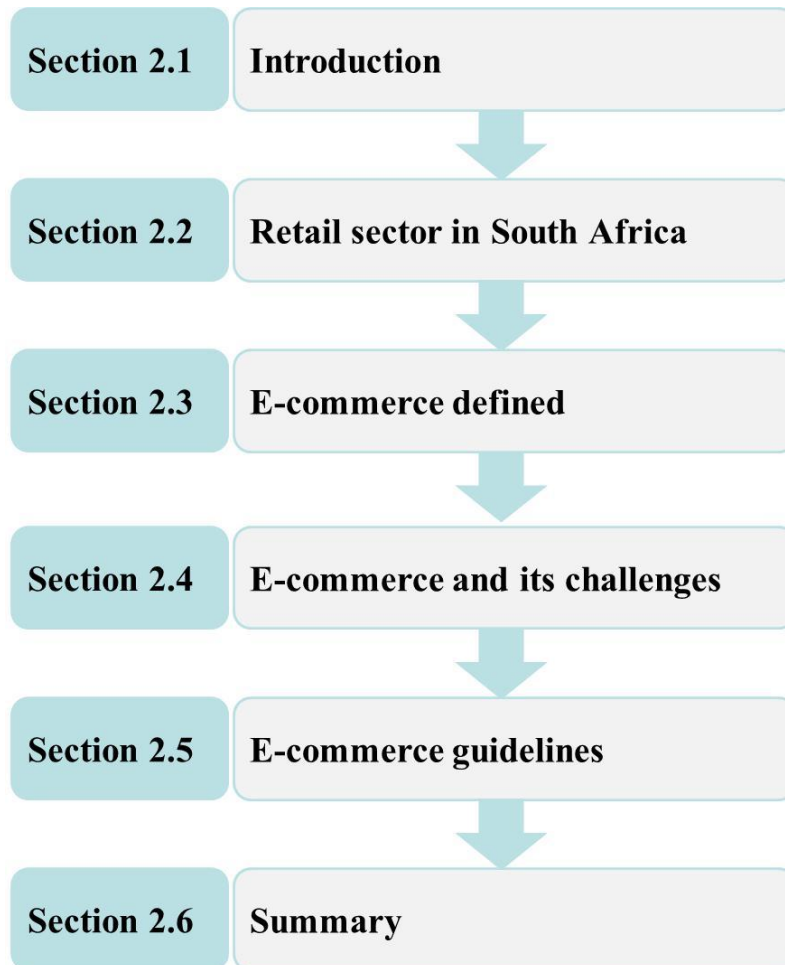 Section 2.1 Introduction
Section 2.2 Retail sector in South Africa
Section 2.3 E-commerce defined
Section 2.4 E-commerce and its challenges
Section 2.5 E-commerce guidelines
Section 2.6 Summary